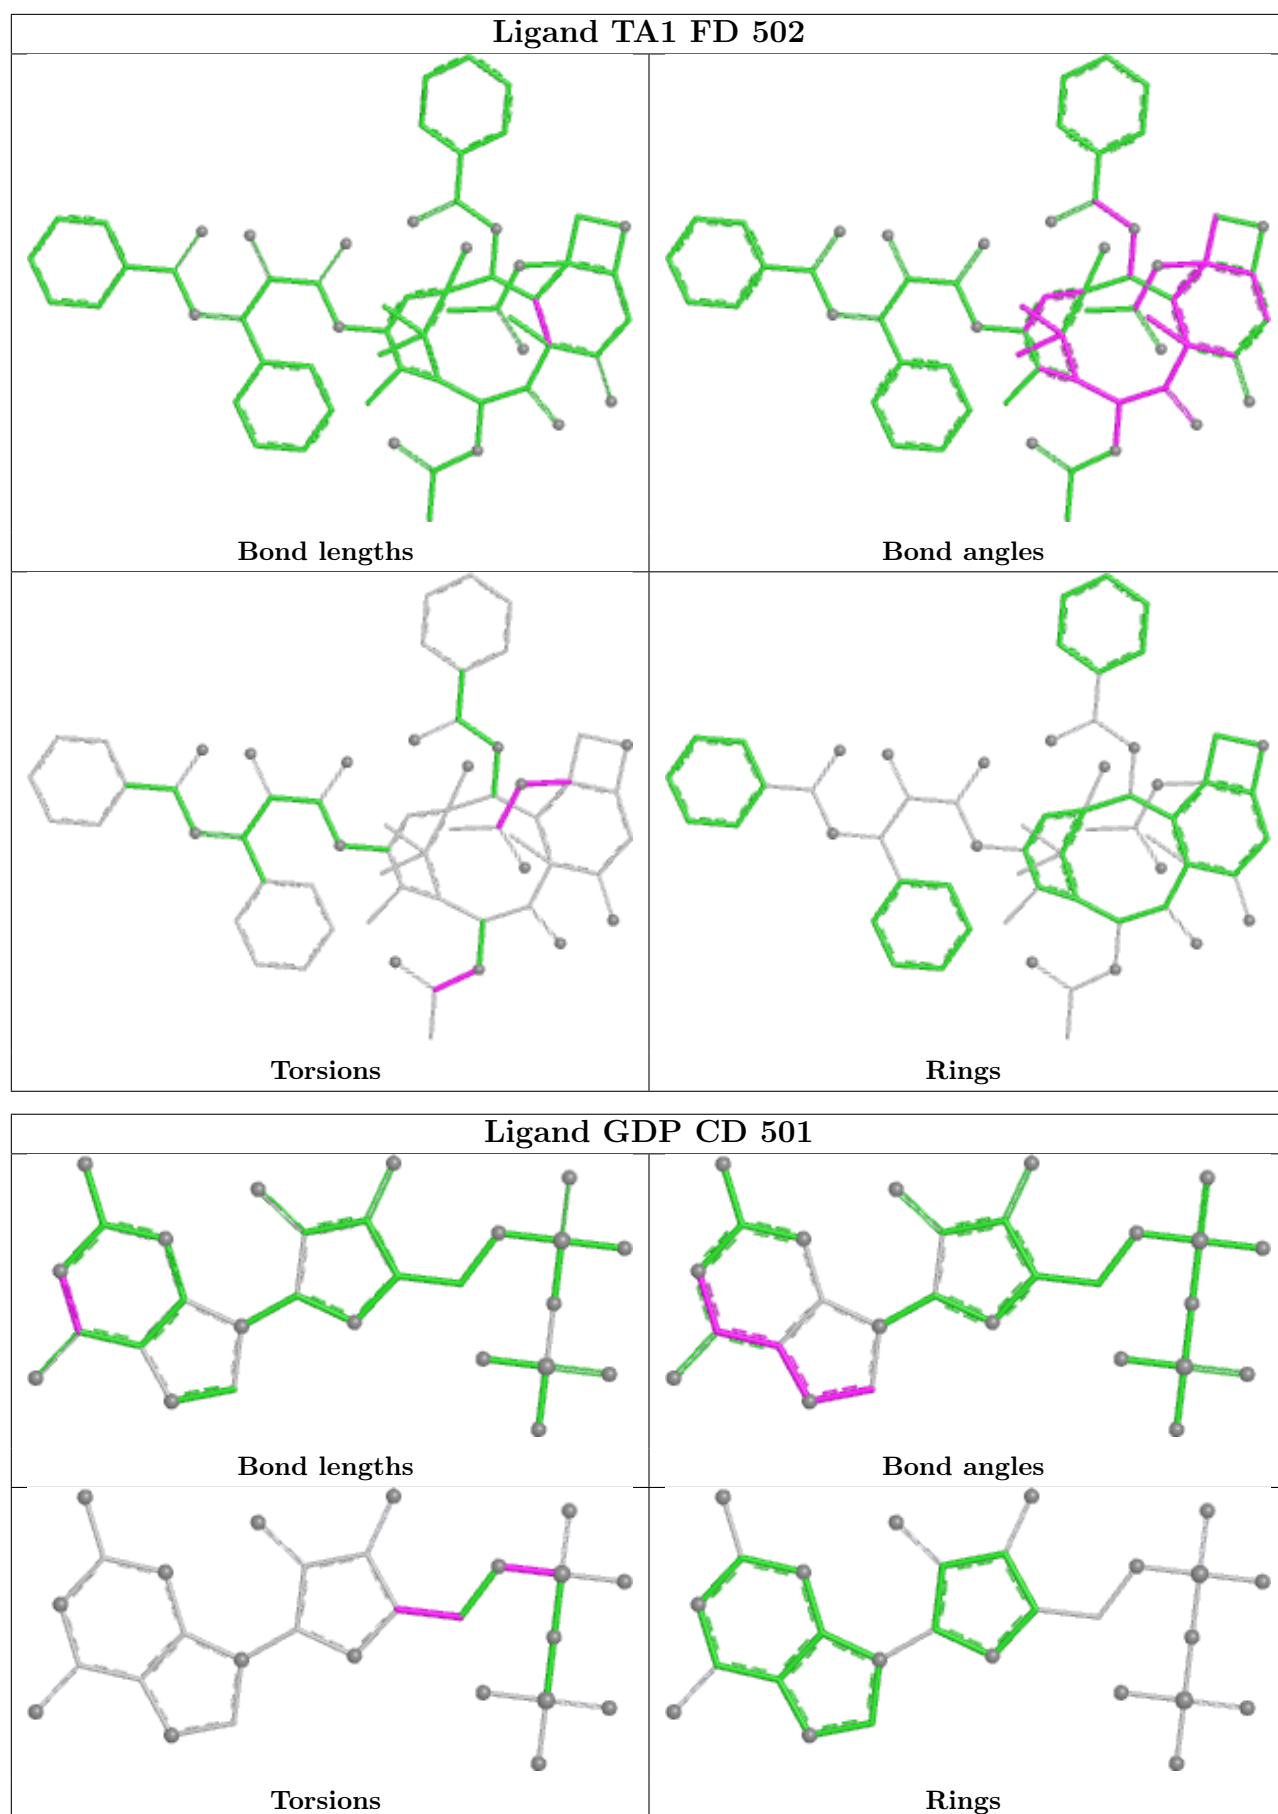 Ligand TA1 FD 502
Bond lengths
Bond angles
Torsions
Rings
Ligand GDP CD 501
Bond lengths
Bond angles
Torsions
Rings